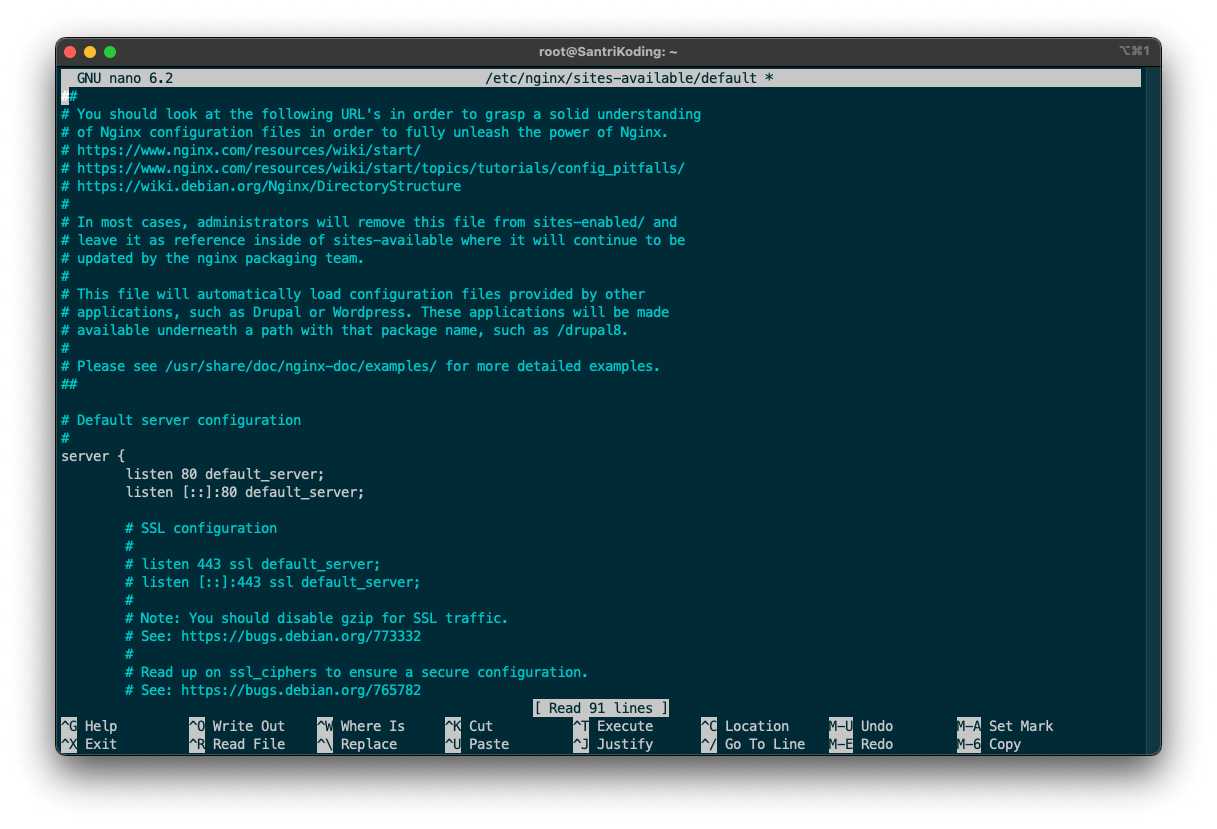 root@SantriKoding: ~
⌥⌘1
GNU nano 6.2 /etc/nginx/sites-available/default *
##
# You should look at the following URL's in order to grasp a solid understanding
# of Nginx configuration files in order to fully unleash the power of Nginx.
# https://www.nginx.com/resources/wiki/start/
# https://www.nginx.com/resources/wiki/start/topics/tutorials/config_pitfalls/
# https://wiki.debian.org/Nginx/DirectoryStructure
#
# In most cases, administrators will remove this file from sites-enabled/ and
# leave it as reference inside of sites-available where it will continue to be
# updated by the nginx packaging team.
#
# This file will automatically load configuration files provided by other
# applications, such as Drupal or Wordpress. These applications will be made
# available underneath a path with that package name, such as /drupal8.
#
# Please see /usr/share/doc/nginx-doc/examples/ for more detailed examples.
##

# Default server configuration
#
server {
        listen 80 default_server;
        listen [::]:80 default_server;

        # SSL configuration
        #
        # listen 443 ssl default_server;
        # listen [::]:443 ssl default_server;
        #
        # Note: You should disable gzip for SSL traffic.
        # See: https://bugs.debian.org/773332
        #
        # Read up on ssl_ciphers to ensure a secure configuration.
        # See: https://bugs.debian.org/765782
[ Read 91 lines ]
^G Help ^O Write Out ^W Where Is ^K Cut ^T Execute ^C Location M-U Undo M-A Set Mark
^X Exit ^R Read File ^\ Replace ^U Paste ^J Justify ^/ Go To Line M-E Redo M-6 Copy